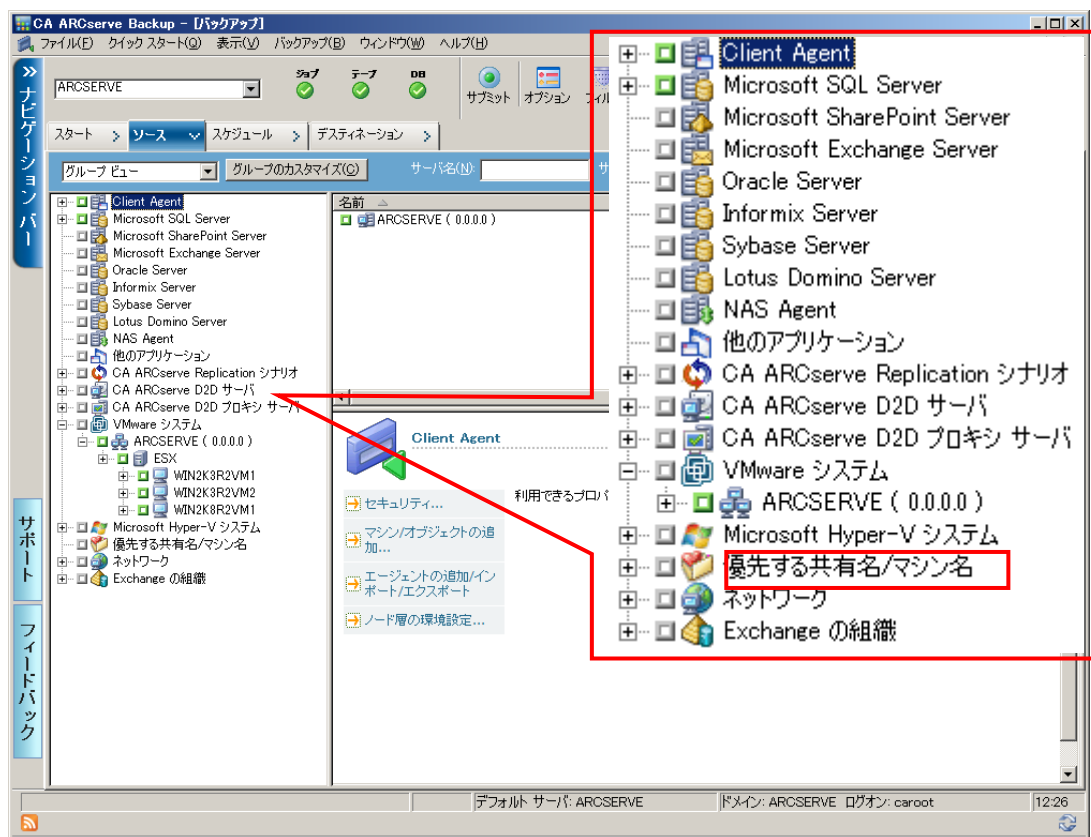 CA ARCserve Backup - [バックアップ]
ファイル(F) クイック スタート(Q) 表示(V) バックアップ(B) ウィンドウ(W) ヘルプ(H)
ARCSERVE
ジョブ テープ DB
サブミット オプション
スタート ソース スケジュール デスティネーション
グループ ビュー グループのカスタマイズ(O) サーバ名(N):
ナビゲーション バー
サポート
フィードバック
Client Agent
Microsoft SQL Server
Microsoft SharePoint Server
Microsoft Exchange Server
Oracle Server
Informix Server
Sybase Server
Lotus Domino Server
NAS Agent
他のアプリケーション
CA ARCserve Replication シナリオ
CA ARCserve D2D サーバ
CA ARCserve D2D プロキシ サーバ
VMware システム
ARCSERVE ( 0.0.0.0 )
ESX
WIN2K3R2VM1
WIN2K3R2VM2
WIN2K8R2VM1
Microsoft Hyper-V システム
優先する共有名/マシン名
ネットワーク
Exchange の組織
名前
ARCSERVE ( 0.0.0.0 )
Client Agent
セキュリティ...
マシン/オブジェクトの追
加...
エージェントの追加/イン
ポート/エクスポート
ノード層の環境設定...
利用できるプロパ
Client Agent
Microsoft SQL Server
Microsoft SharePoint Server
Microsoft Exchange Server
Oracle Server
Informix Server
Sybase Server
Lotus Domino Server
NAS Agent
他のアプリケーション
CA ARCserve Replication シナリオ
CA ARCserve D2D サーバ
CA ARCserve D2D プロキシ サーバ
VMware システム
ARCSERVE ( 0.0.0.0 )
Microsoft Hyper-V システム
優先する共有名/マシン名
ネットワーク
Exchange の組織
デフォルト サーバ: ARCSERVE
ドメイン: ARCSERVE ログオン: caroot
12:26